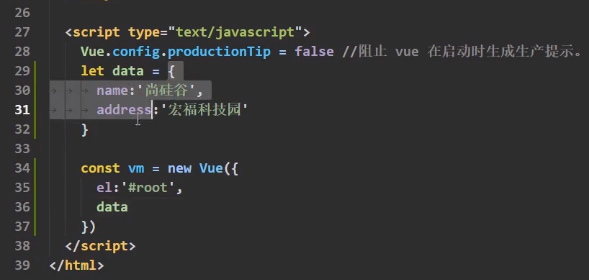 26
27 <script type="text/javascript">
28 Vue.config.productionTip = false //阻止 vue 在启动时生成生产提示。
29 let data = {
30 name:'尚硅谷',
31 address:'宏福科技园'
32 }
33
34 const vm = new Vue({
35 el:'#root',
36 data
37 })
38 </script>
39 </html>